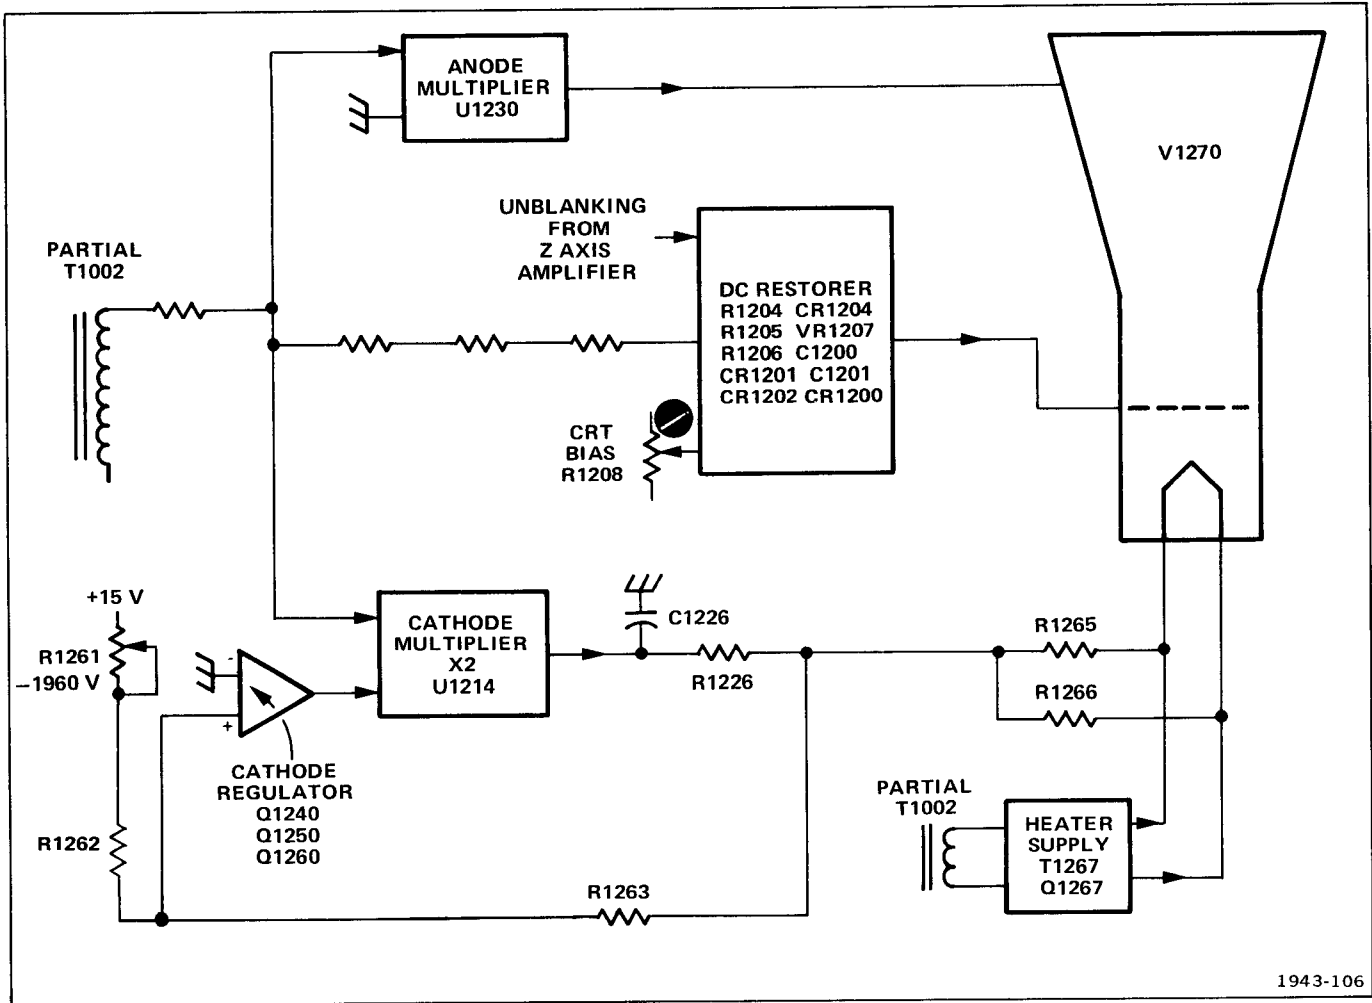 ANODE
MULTIPLIER
U1230
V1270
UNBLANKING
FROM
Z AXIS
AMPLIFIER
PARTIAL
T1002
DC RESTORER
R1204 CR1204
R1205 VR1207
R1206 C1200
CR1201 C1201
CR1202 CR1200
CRT
BIAS
R1208
+15 V
R1261
−1960 V
-
+
CATHODE
MULTIPLIER
X2
U1214
C1226
R1226
R1265
R1266
CATHODE
REGULATOR
Q1240
Q1250
Q1260
R1262
R1263
PARTIAL
T1002
HEATER
SUPPLY
T1267
Q1267
1943-106